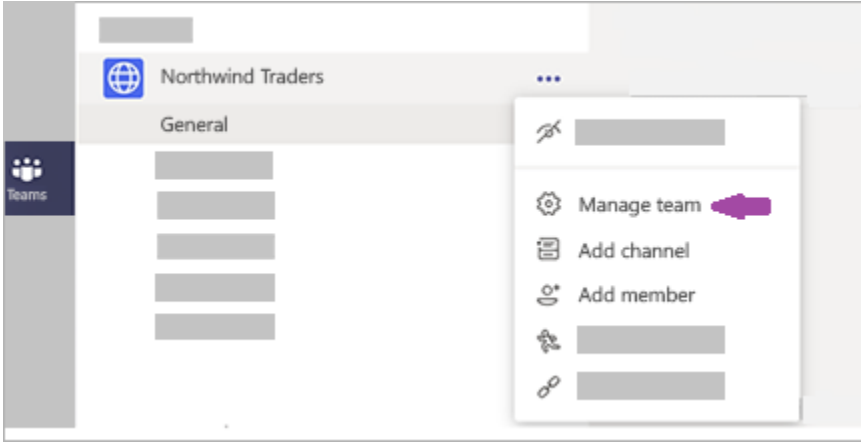 Northwind Traders
General
Teams
Manage team
Add channel
Add member